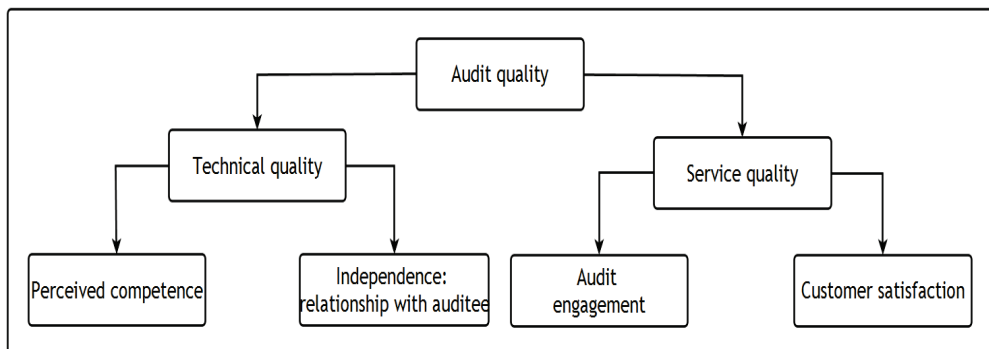 Audit quality
Technical quality
Service quality
Perceived competence
Independence:
relationship with auditee
Audit
engagement
Customer satisfaction